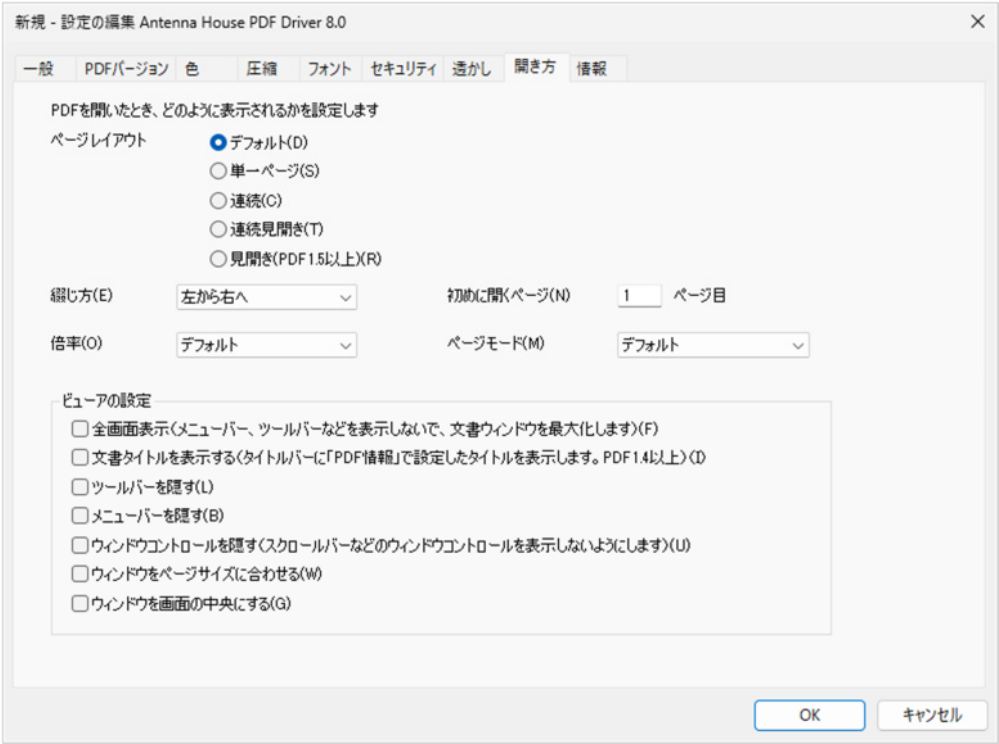 新規 - 設定の編集 Antenna House PDF Driver 8.0
一般 PDFバージョン 色 圧縮 フォント セキュリティ 透かし 開き方 情報
PDFを開いたとき、どのように表示されるかを設定します
ページレイアウト デフォルト(D)
単一ページ(S)
連続(C)
連続見開き(T)
見開き(PDF1.5以上)(R)
綴じ方(E) 左から右へ 初めに開くページ(N) 1 ページ目
倍率(O) デフォルト ページモード(M) デフォルト
ビューアの設定
全画面表示(メニューバー、ツールバーなどを表示しないで、文書ウィンドウを最大化します)(F)
文書タイトルを表示する(タイトルバーに「PDF情報」で設定したタイトルを表示します。PDF1.4以上)(I)
ツールバーを隠す(L)
メニューバーを隠す(B)
ウィンドウコントロールを隠す(スクロールバーなどのウィンドウコントロールを表示しないようにします)(U)
ウィンドウをページサイズに合わせる(W)
ウィンドウを画面の中央にする(G)
OK キャンセル